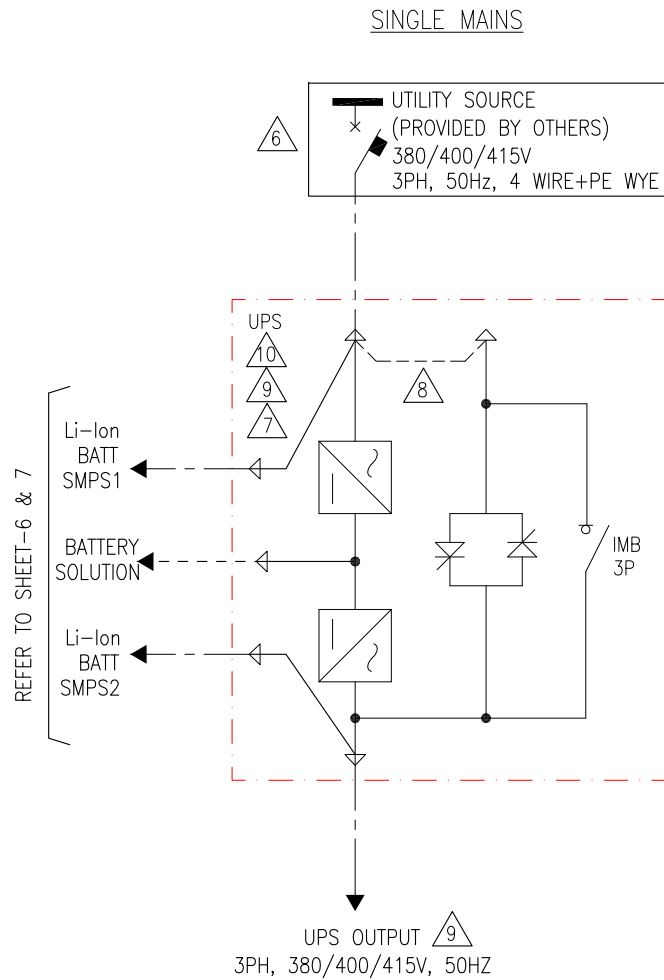 SINGLE MAINS
UTILITY SOURCE
(PROVIDED BY OTHERS)
380/400/415V
3PH, 50Hz, 4 WIRE+PE WYE
6
UPS
10
9
7
8
Li-Ion
BATT
SMPS1
BATTERY
SOLUTION
Li-Ion
BATT
SMPS2
REFER TO SHEET-6 & 7
IMB
3P
UPS OUTPUT 9
3PH, 380/400/415V, 50HZ